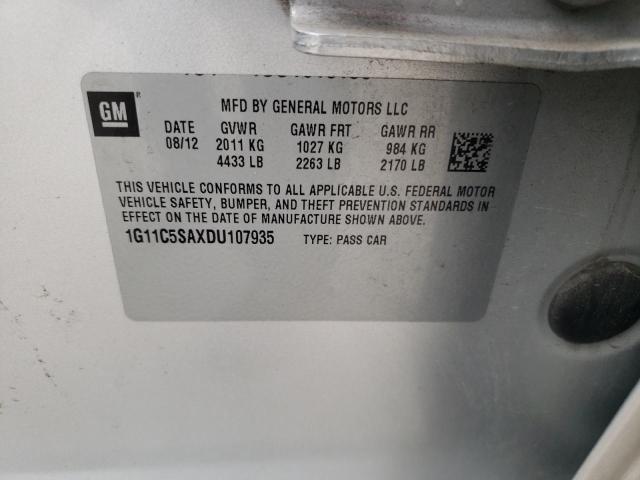 GM
MFD BY GENERAL MOTORS LLC
DATE GVWR GAWR FRT GAWR RR
08/12 2011 KG 1027 KG 984 KG
4433 LB 2263 LB 2170 LB
THIS VEHICLE CONFORMS TO ALL APPLICABLE U.S. FEDERAL MOTOR
VEHICLE SAFETY, BUMPER, AND THEFT PREVENTION STANDARDS IN
EFFECT ON THE DATE OF MANUFACTURE SHOWN ABOVE.
1G11C5SAXDU107935 TYPE: PASS CAR